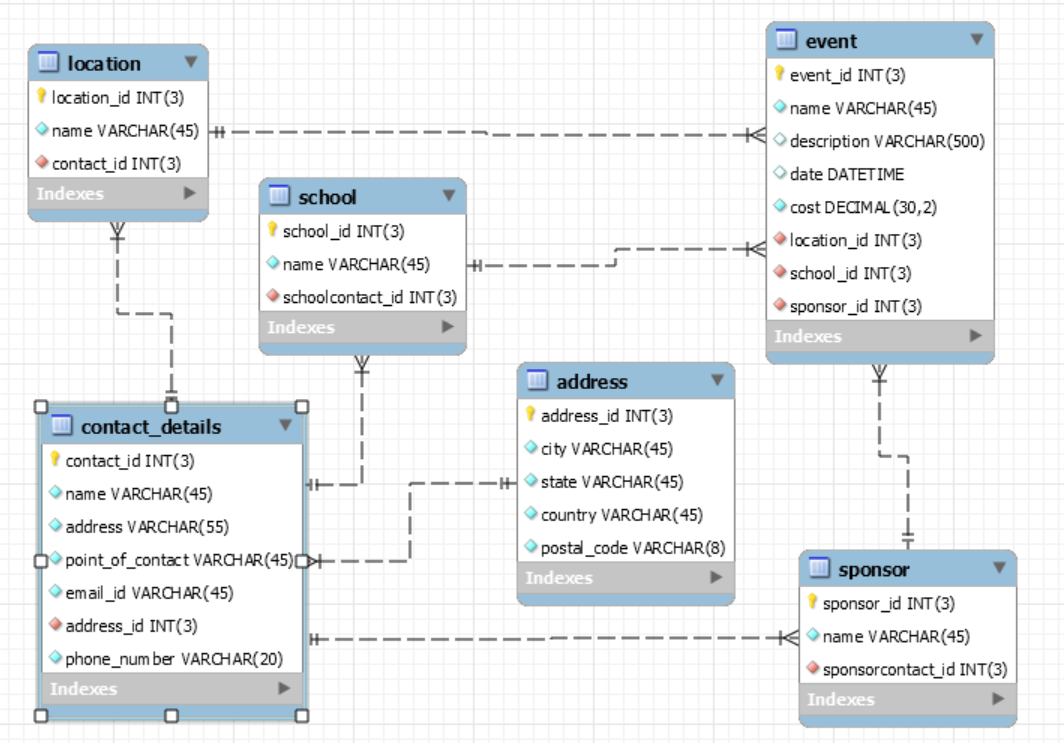 location
location_id INT(3)
name VARCHAR(45)
contact_id INT(3)
Indexes
event
event_id INT(3)
name VARCHAR(45)
description VARCHAR(500)
date DATETIME
cost DECIMAL(30,2)
location_id INT(3)
school_id INT(3)
sponsor_id INT(3)
Indexes
school
school_id INT(3)
name VARCHAR(45)
schoolcontact_id INT(3)
Indexes
address
address_id INT(3)
city VARCHAR(45)
state VARCHAR(45)
country VARCHAR(45)
postal_code VARCHAR(8)
Indexes
contact_details
contact_id INT(3)
name VARCHAR(45)
address VARCHAR(55)
point_of_contact VARCHAR(45)
email_id VARCHAR(45)
address_id INT(3)
phone_number VARCHAR(20)
Indexes
sponsor
sponsor_id INT(3)
name VARCHAR(45)
sponsorcontact_id INT(3)
Indexes